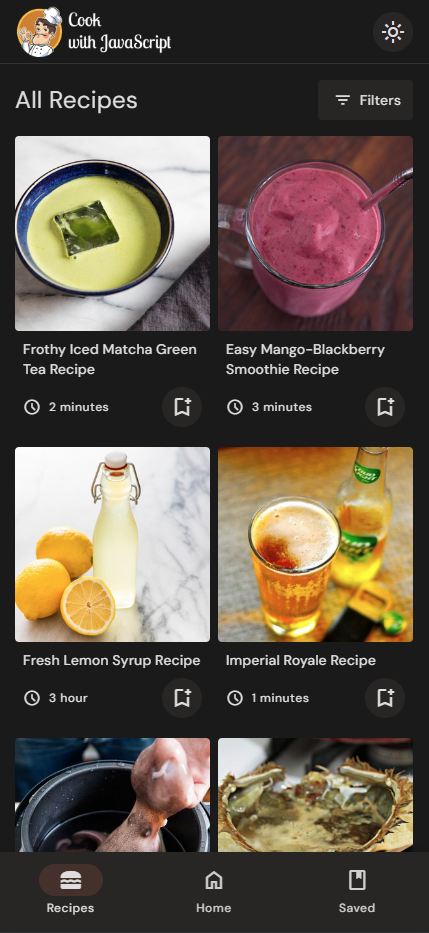 Cook
with JavaScript
All Recipes
Filters
Frothy Iced Matcha Green
Tea Recipe
Easy Mango-Blackberry
Smoothie Recipe
2 minutes
3 minutes
Fresh Lemon Syrup Recipe
Imperial Royale Recipe
3 hour
1 minutes
Recipes
Home
Saved